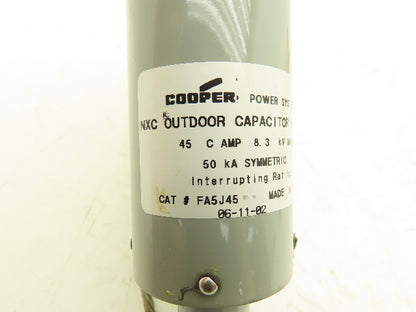 COOPER POWER SYST
NXC OUTDOOR CAPACITOR
45 C AMP 8.3 kV
50 kA SYMMETRIC
Interrupting Rat
CAT # FA5J45 MADE
06-11-02